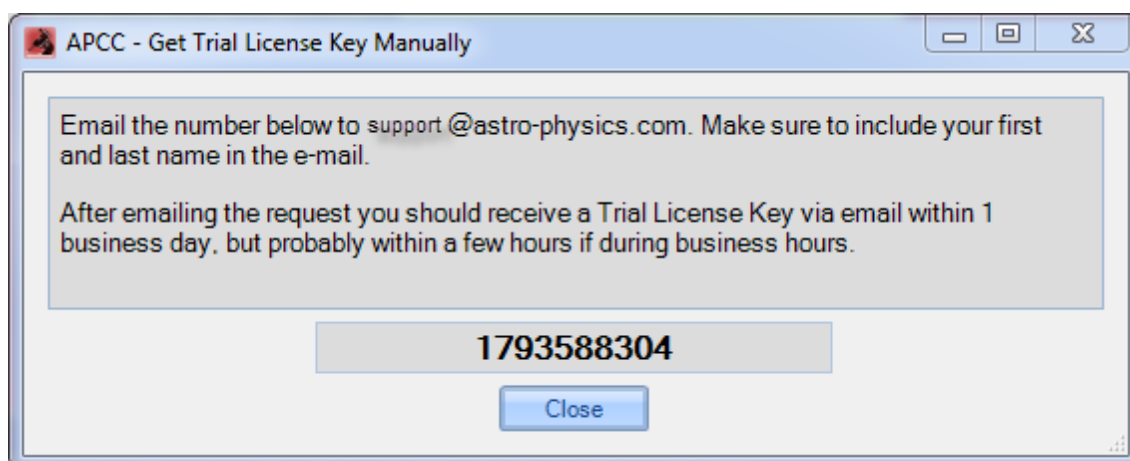 APCC - Get Trial License Key Manually
Email the number below to support @astro-physics.com. Make sure to include your first
and last name in the e-mail.
After emailing the request you should receive a Trial License Key via email within 1
business day, but probably within a few hours if during business hours.
1793588304
Close